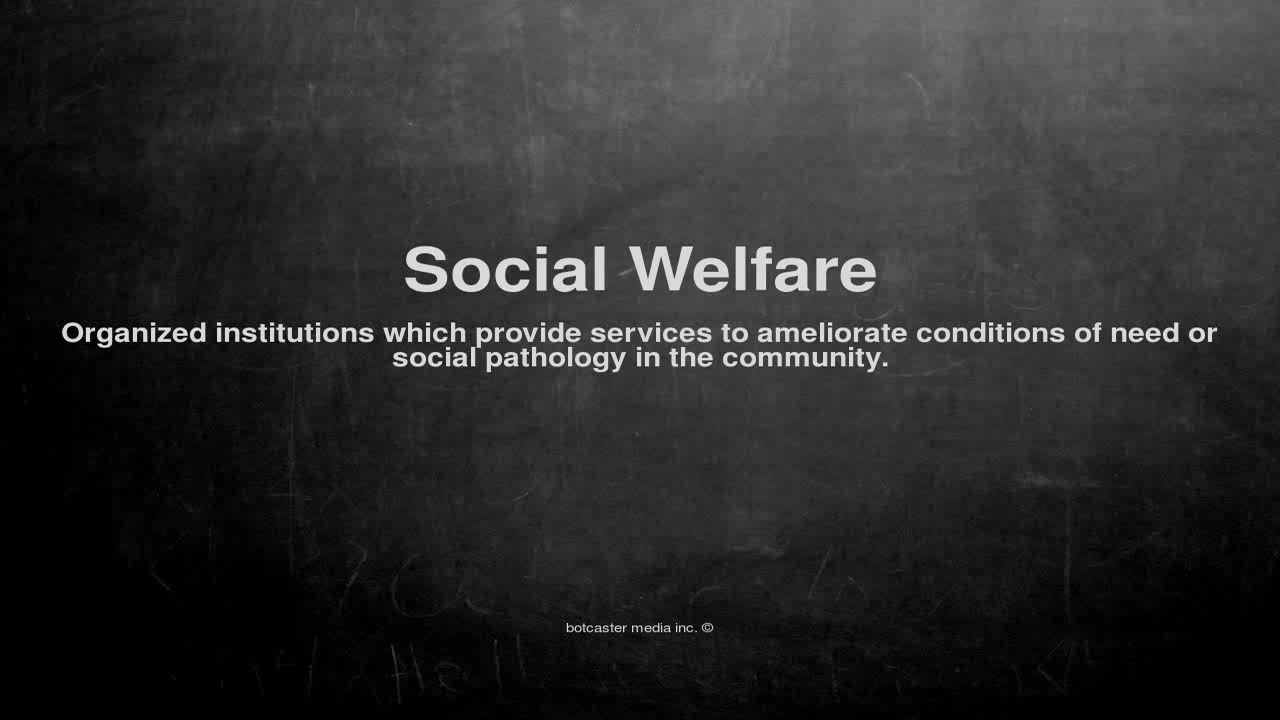 Social Welfare
Organized institutions which provide services to ameliorate conditions of need or
social pathology in the community.
botcaster media inc. ©